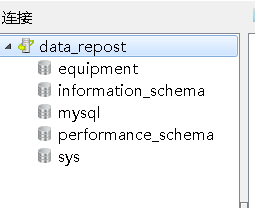 连接
data_repost
equipment
information_schema
mysql
performance_schema
sys